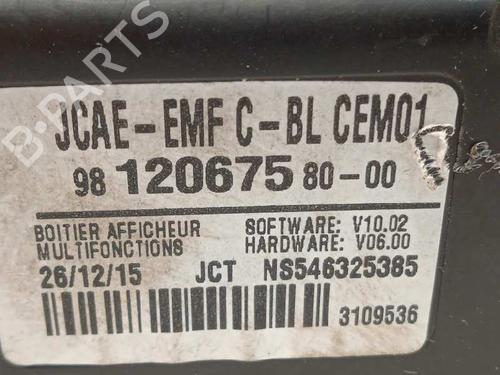 JCAE-EMF C-BL CEM01
98 120675 80-00
BOITIER AFFICHEUR
MULTIFONCTIONS
SOFTWARE: V10.02
HARDWARE: V06.00
26/12/15 JCT NS546325385
3109536
B-PARTS